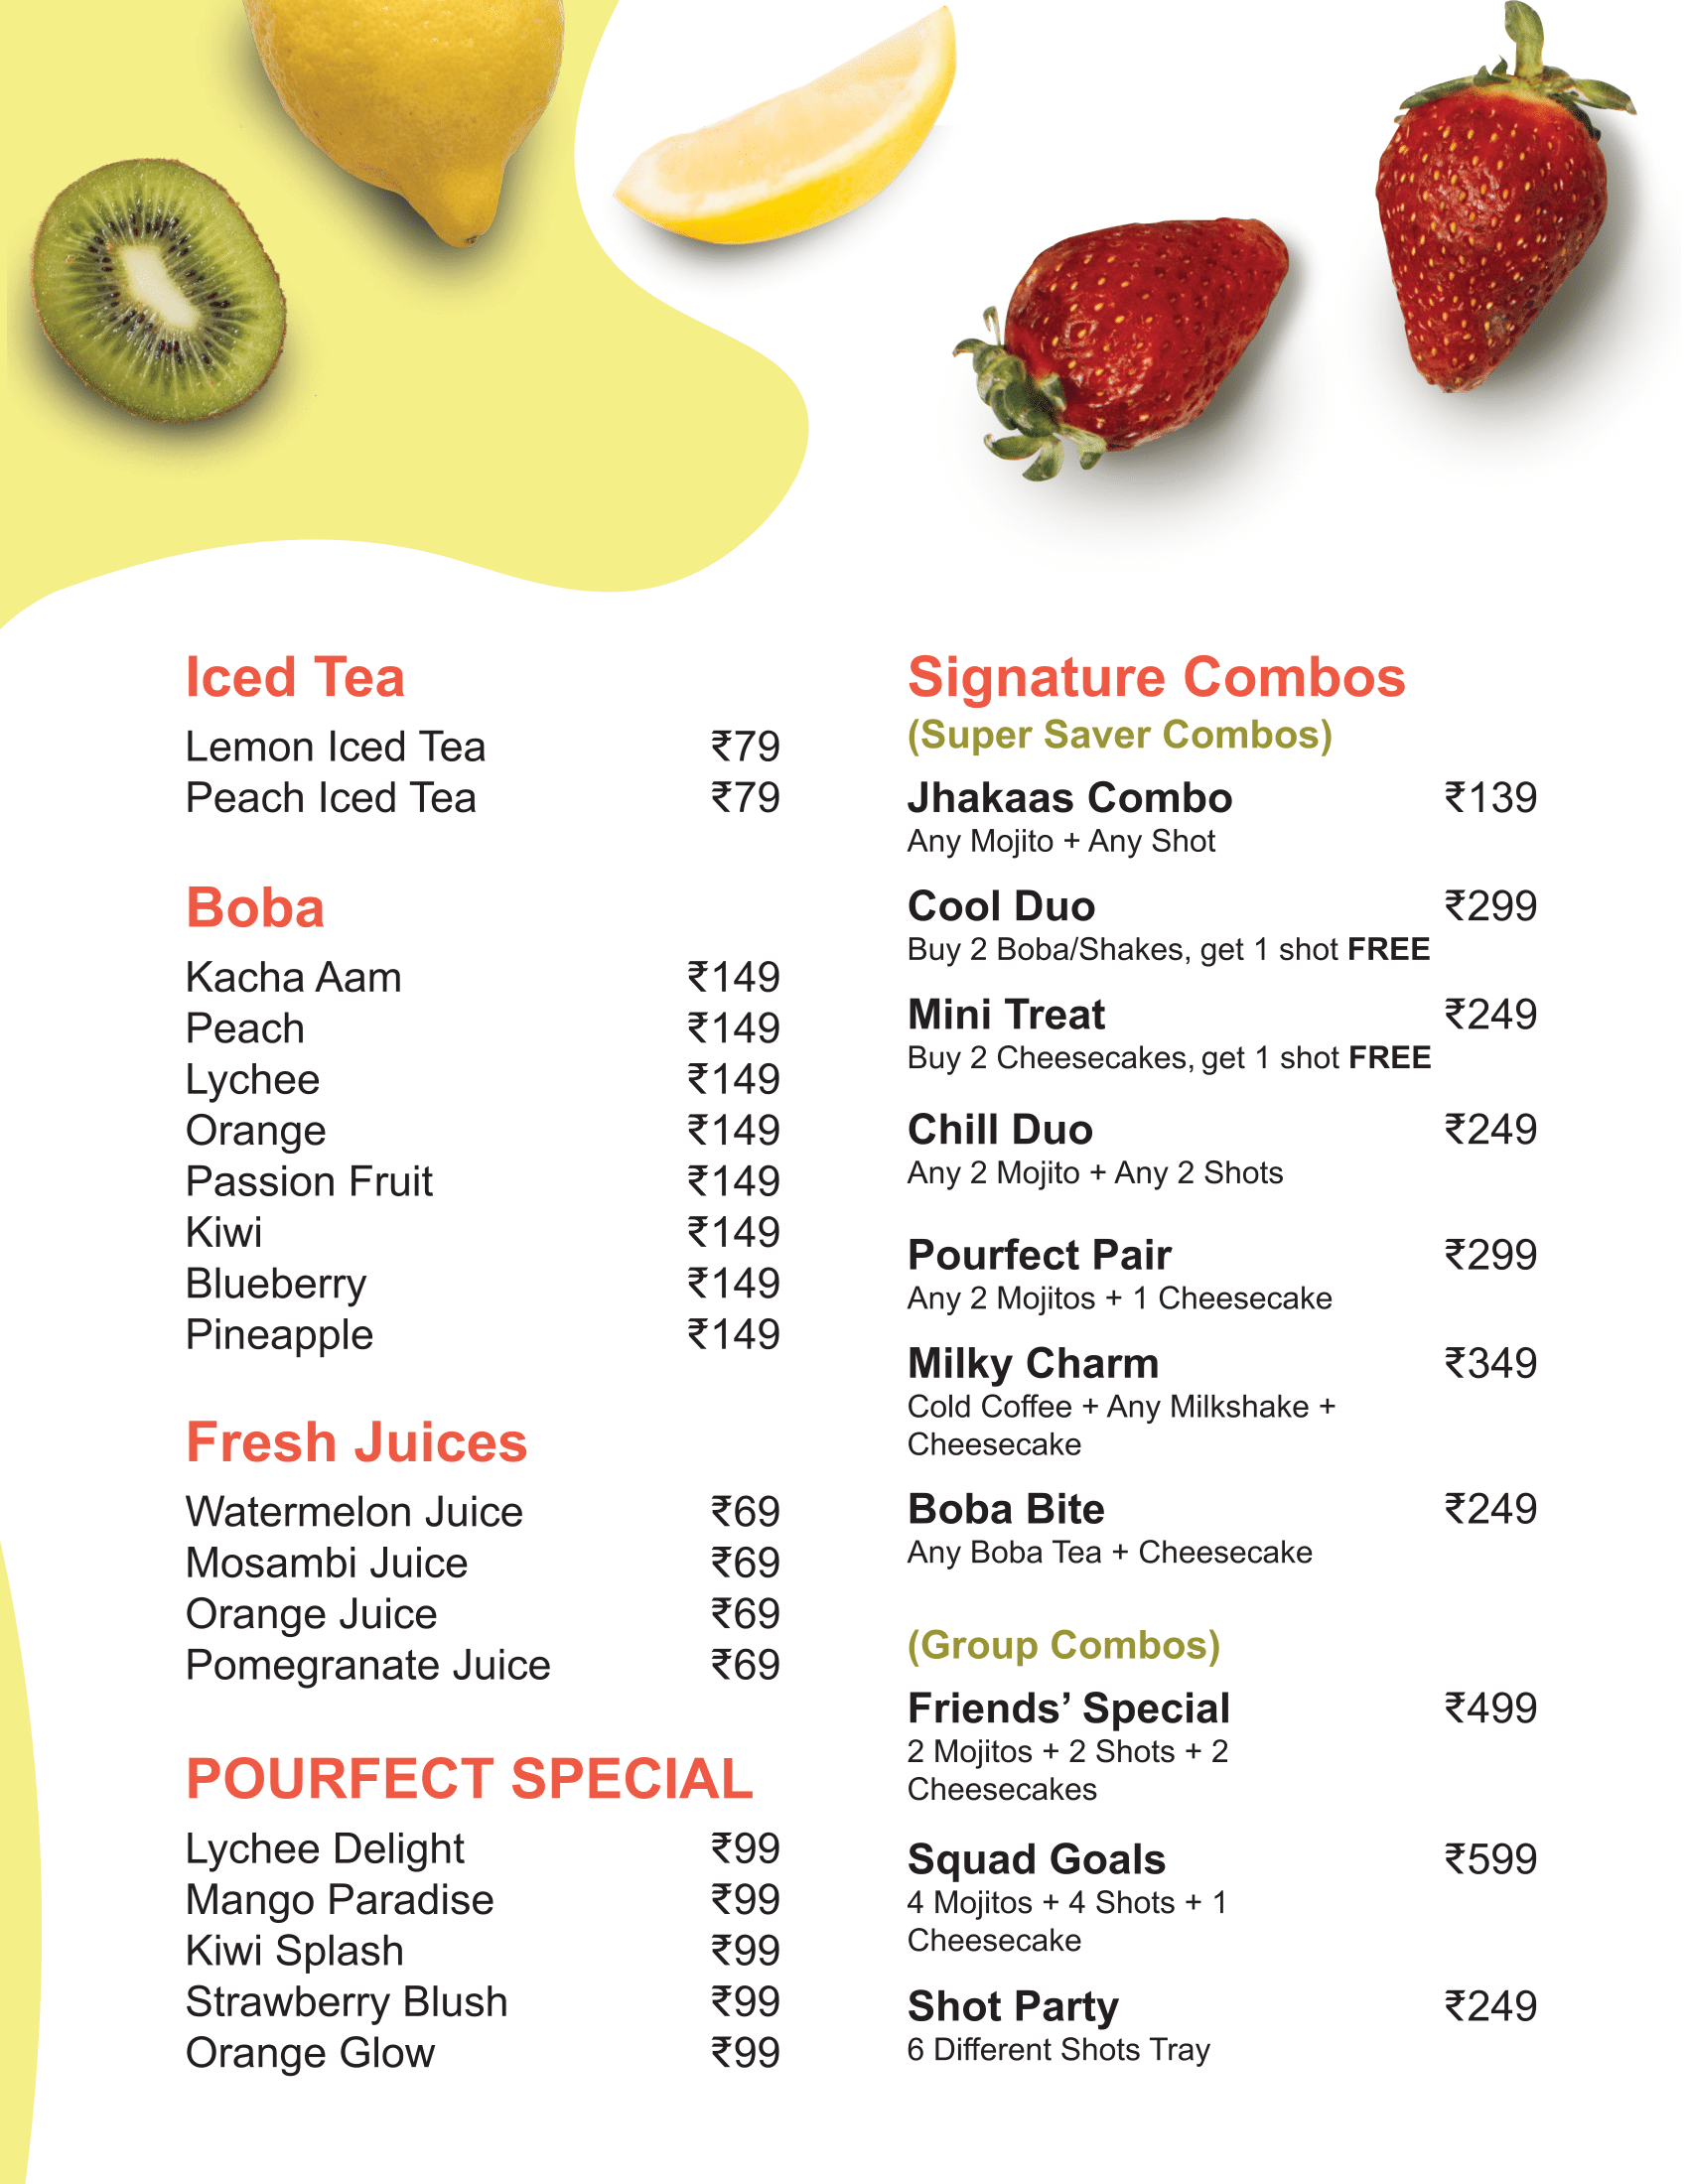 Iced Tea
Lemon Iced Tea ₹79
Peach Iced Tea ₹79
Boba
Kacha Aam ₹149
Peach ₹149
Lychee ₹149
Orange ₹149
Passion Fruit ₹149
Kiwi ₹149
Blueberry ₹149
Pineapple ₹149
Fresh Juices
Watermelon Juice ₹69
Mosambi Juice ₹69
Orange Juice ₹69
Pomegranate Juice ₹69
POURFECT SPECIAL
Lychee Delight ₹99
Mango Paradise ₹99
Kiwi Splash ₹99
Strawberry Blush ₹99
Orange Glow ₹99
Signature Combos
(Super Saver Combos)
Jhakaas Combo ₹139
Any Mojito + Any Shot
Cool Duo ₹299
Buy 2 Boba/Shakes, get 1 shot FREE
Mini Treat ₹249
Buy 2 Cheesecakes, get 1 shot FREE
Chill Duo ₹249
Any 2 Mojito + Any 2 Shots
Pourfect Pair ₹299
Any 2 Mojitos + 1 Cheesecake
Milky Charm ₹349
Cold Coffee + Any Milkshake +
Cheesecake
Boba Bite ₹249
Any Boba Tea + Cheesecake
(Group Combos)
Friends’ Special ₹499
2 Mojitos + 2 Shots + 2
Cheesecakes
Squad Goals ₹599
4 Mojitos + 4 Shots + 1
Cheesecake
Shot Party ₹249
6 Different Shots Tray